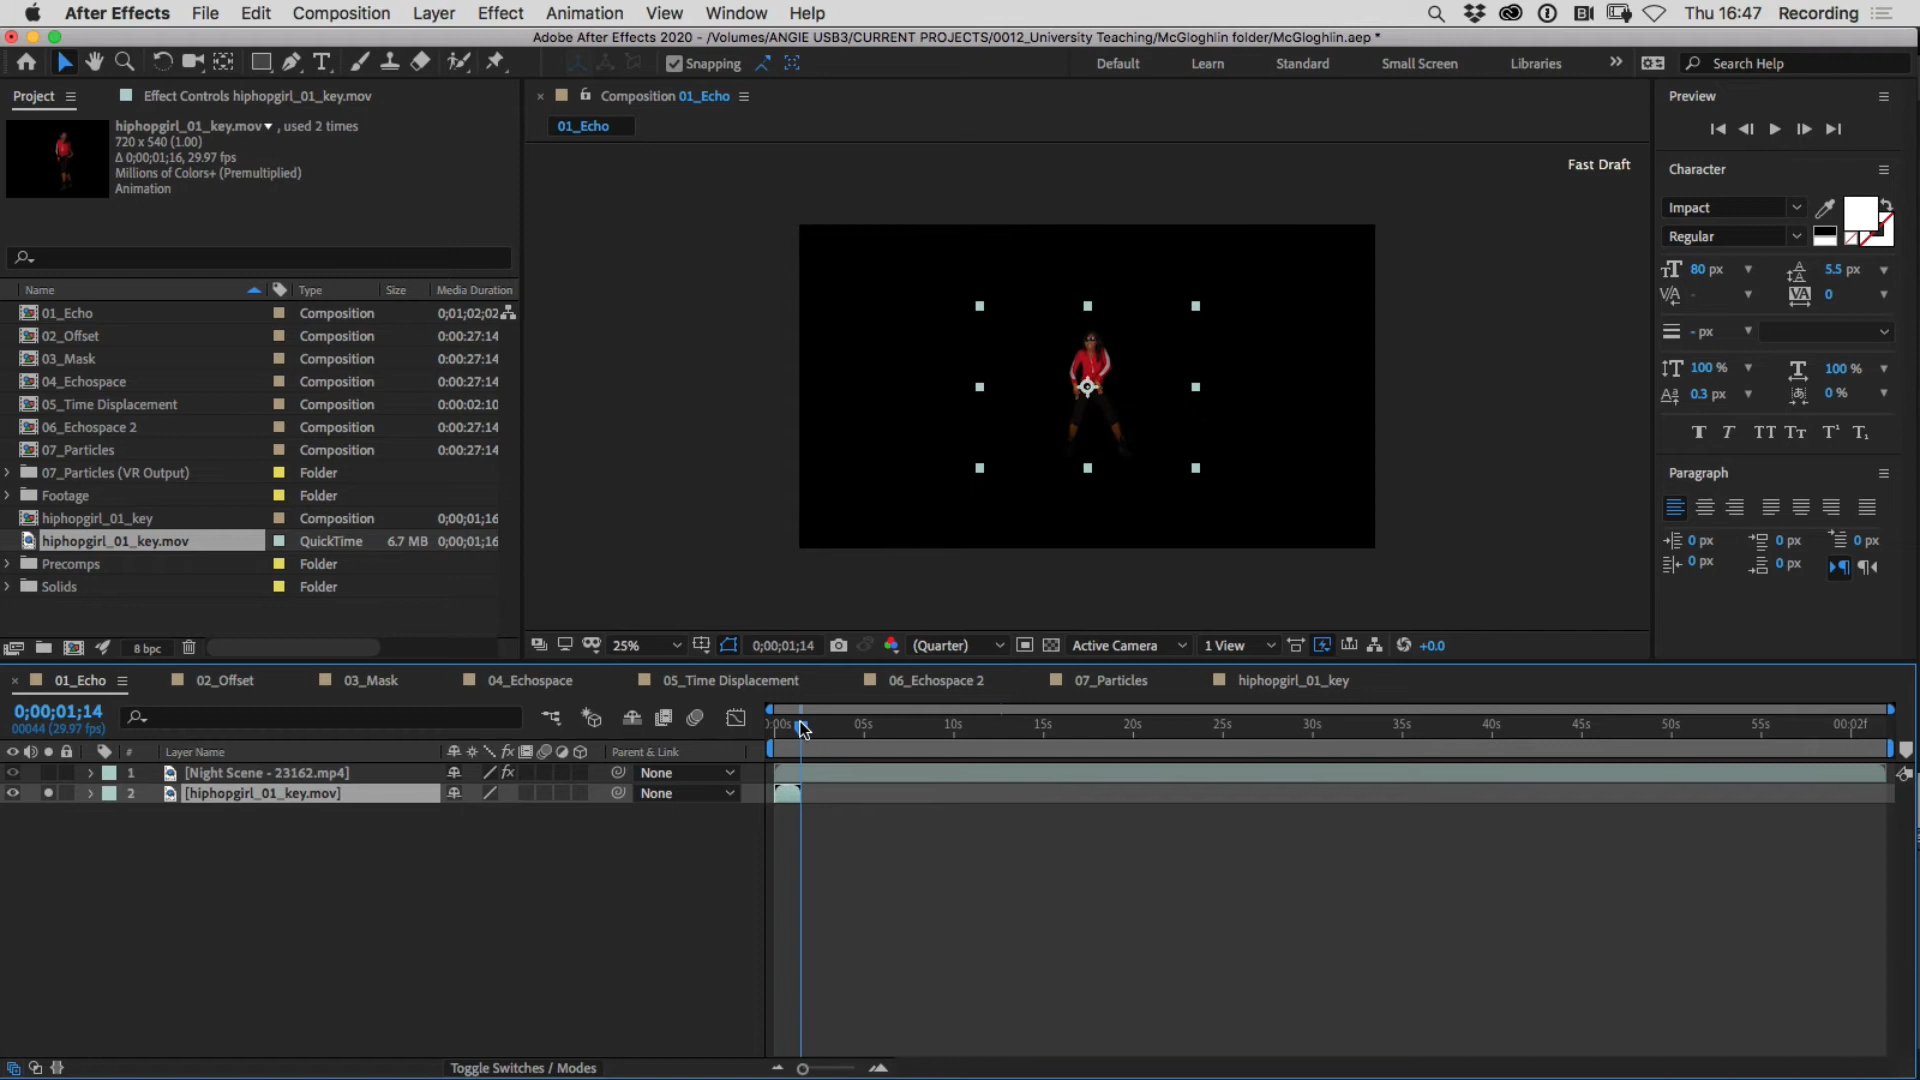 After Effects File Edit Composition Layer Effect Animation View Window Help Thu 16:47 Recording
Adobe After Effects 2020 - /Volumes/ANGIE USB3/CURRENT PROJECTS/0012_University Teaching/McGloghlin folder/McGloghlin.aep *
Snapping Default Learn Standard Small Screen Libraries Search Help
Project Effect Controls hiphopgirl_01_key.mov
Composition 01_Echo
Preview
hiphopgirl_01_key.mov , used 2 times
720 x 540 (1.00)
Δ 0;00;01;16, 29.97 fps
Millions of Colors+ (Premultiplied)
Animation
01_Echo
Fast Draft
Character
Impact
Regular
80 px 5.5 px
- 0
- px
100 % 100 %
0.3 px 0 %
T T TT Tт T¹ T₁
Paragraph
0 px 0 px 0 px
0 px 0 px
Name Type Size Media Duration
01_Echo Composition 0;01;02;02
02_Offset Composition 0:00:27:14
03_Mask Composition 0:00:27:14
04_Echospace Composition 0:00:27:14
05_Time Displacement Composition 0:00:02:10
06_Echospace 2 Composition 0:00:27:14
07_Particles Composition 0:00:27:14
07_Particles (VR Output) Folder
Footage Folder
hiphopgirl_01_key Composition 0;00;01;16
hiphopgirl_01_key.mov QuickTime 6.7 MB 0;00;01;16
Precomps Folder
Solids Folder
8 bpc
25% 0;00;01;14 (Quarter) Active Camera 1 View +0.0
01_Echo 02_Offset 03_Mask 04_Echospace 05_Time Displacement 06_Echospace 2 07_Particles hiphopgirl_01_key
0;00;01;14
00044 (29.97 fps)
):00s 05s 10s 15s 20s 25s 30s 35s 40s 45s 50s 55s 00:02f
# Layer Name Parent & Link
1 [Night Scene - 23162.mp4] None
2 [hiphopgirl_01_key.mov] None
Toggle Switches / Modes